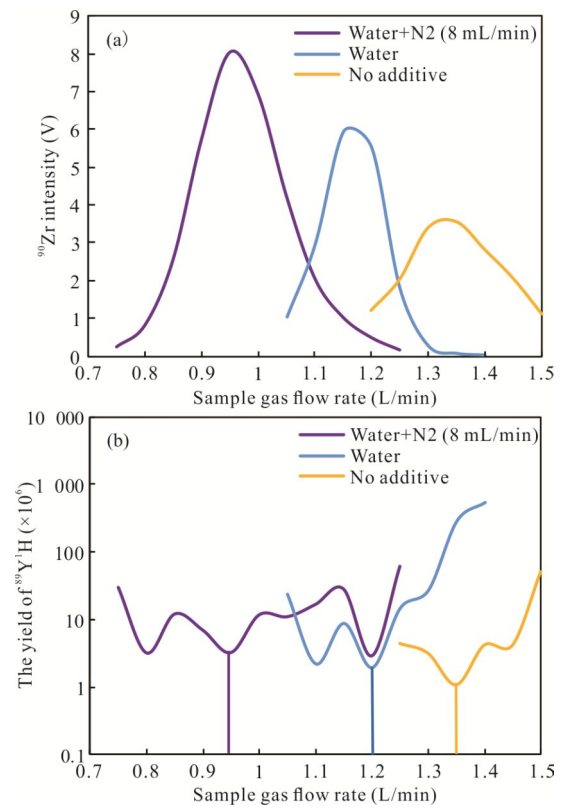 (a)
Water+N2 (8 mL/min)
Water
No additive
⁹⁰Zr intensity (V)
9
8
7
6
5
4
3
2
1
0
0.7 0.8 0.9 1 1.1 1.2 1.3 1.4 1.5
Sample gas flow rate (L/min)
(b)
Water+N2 (8 mL/min)
Water
No additive
The yield of ⁸⁹Y¹H (×10⁶)
10 000
1 000
100
10
1
0.1
0.7 0.8 0.9 1 1.1 1.2 1.3 1.4 1.5
Sample gas flow rate (L/min)